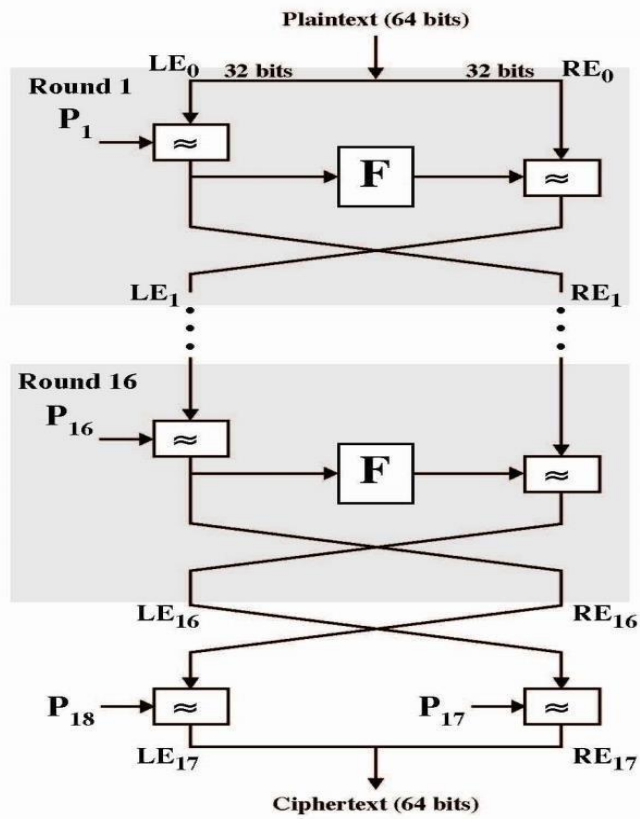 Plaintext (64 bits)
LE0 32 bits 32 bits RE0
Round 1
P1
≈
F
≈
LE1 RE1
Round 16
P16
≈
F
≈
LE16 RE16
P18 ≈ P17 ≈
LE17 RE17
Ciphertext (64 bits)